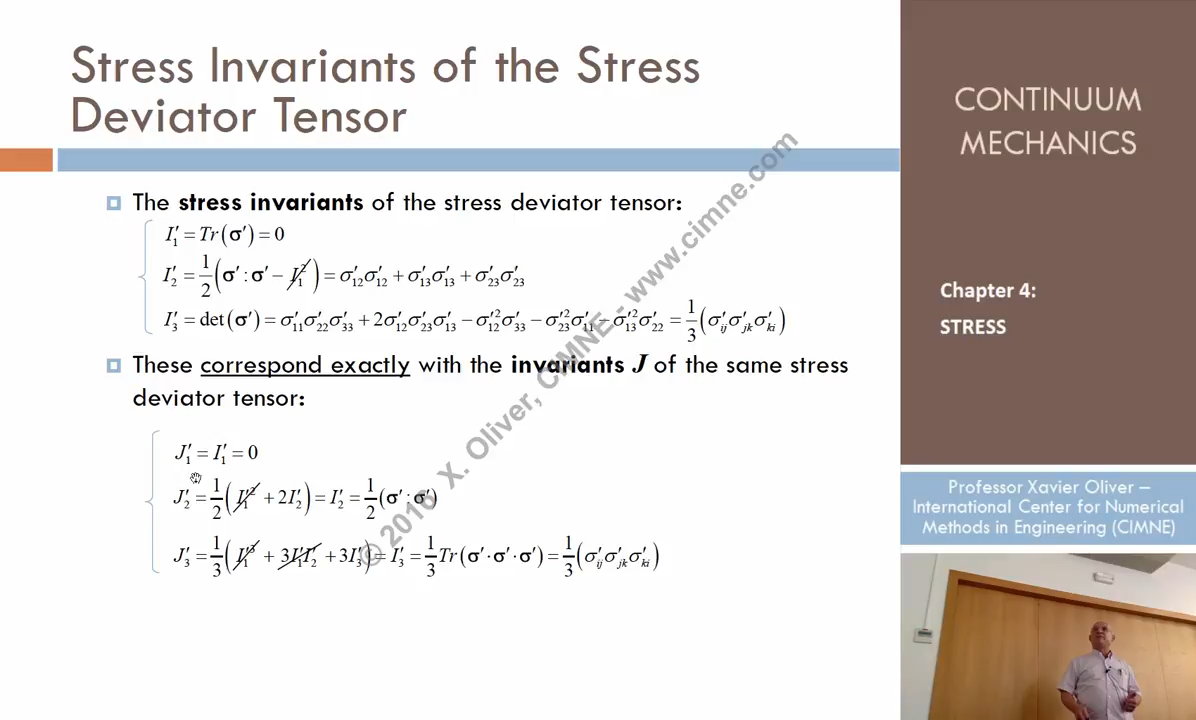 Stress Invariants of the Stress
Deviator Tensor
The stress invariants of the stress deviator tensor:
I′₁ = Tr(σ′) = 0
I′₂ = 1/2 (σ′ : σ′ − I′₁²) = σ′₁₂σ′₁₂ + σ′₁₃σ′₁₃ + σ′₂₃σ′₂₃
I′₃ = det(σ′) = σ′₁₁σ′₂₂σ′₃₃ + 2σ′₁₂σ′₂₃σ′₁₃ − σ′₁₂²σ′₃₃ − σ′₂₃²σ′₁₁ − σ′₁₃²σ′₂₂ = 1/3 (σ′ᵢⱼσ′ⱼₖσ′ₖᵢ)
These correspond exactly with the invariants J of the same stress
deviator tensor:
J′₁ = I′₁ = 0
J′₂ = 1/2 (I′₁² + 2I′₂) = I′₂ = 1/2 (σ′ : σ′)
J′₃ = 1/3 (I′₁³ + 3I′₁I′₂ + 3I′₃) = I′₃ = 1/3 Tr(σ′ · σ′ · σ′) = 1/3 (σ′ᵢⱼσ′ⱼₖσ′ₖᵢ)
© 2016 X. Oliver, CIMNE - www.cimne.com
CONTINUUM
MECHANICS
Chapter 4:
STRESS
Professor Xavier Oliver –
International Center for Numerical
Methods in Engineering (CIMNE)